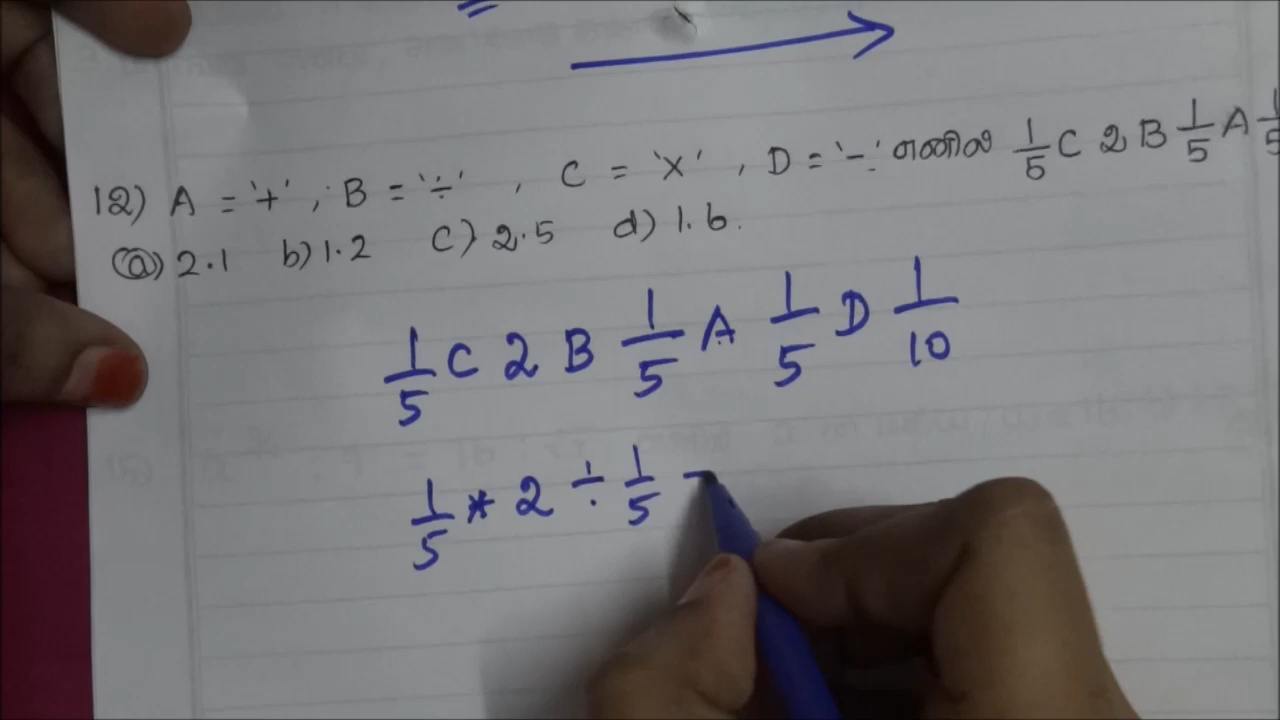 12) A = '+', B = '÷', C = 'X', D = '-' எனில் 1/5 C 2 B 1/5 A 1/5
(a) 2.1 b) 1.2 c) 2.5 d) 1.6.
1/5 C 2 B 1/5 A 1/5 D 1/10
1/5 * 2 ÷ 1/5 -